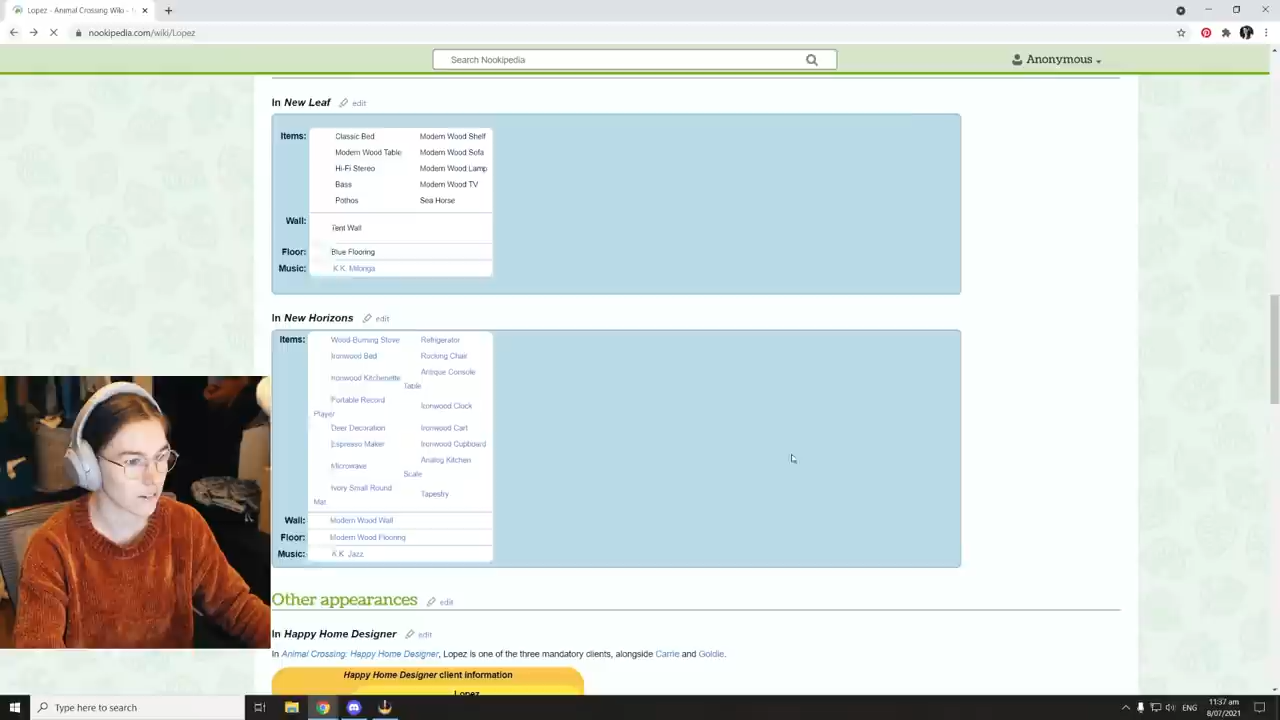 Lopez - Animal Crossing Wiki -
nookipedia.com/wiki/Lopez
Search Nookipedia
Anonymous
In New Leaf edit
Items: Classic Bed Modern Wood Shelf
Modern Wood Table Modern Wood Sofa
Hi-Fi Stereo Modern Wood Lamp
Bass Modern Wood TV
Pothos Sea Horse
Wall: Tent Wall
Floor: Blue Flooring
Music: K.K. Milonga
In New Horizons edit
Items: Wood-Burning Stove Refrigerator
Ironwood Bed Rocking Chair
Ironwood Kitchenette Antique Console
Table
Portable Record Ironwood Clock
Player
Deer Decoration Ironwood Cart
Espresso Maker Ironwood Cupboard
Microwave Analog Kitchen
Scale
Ivory Small Round Tapestry
Mat
Wall: Modern Wood Wall
Floor: Modern Wood Flooring
Music: K.K. Jazz
Other appearances edit
In Happy Home Designer edit
In Animal Crossing: Happy Home Designer, Lopez is one of the three mandatory clients, alongside Carrie and Goldie.
Happy Home Designer client information
Lopez
Type here to search
ENG
11:37 am
8/07/2021